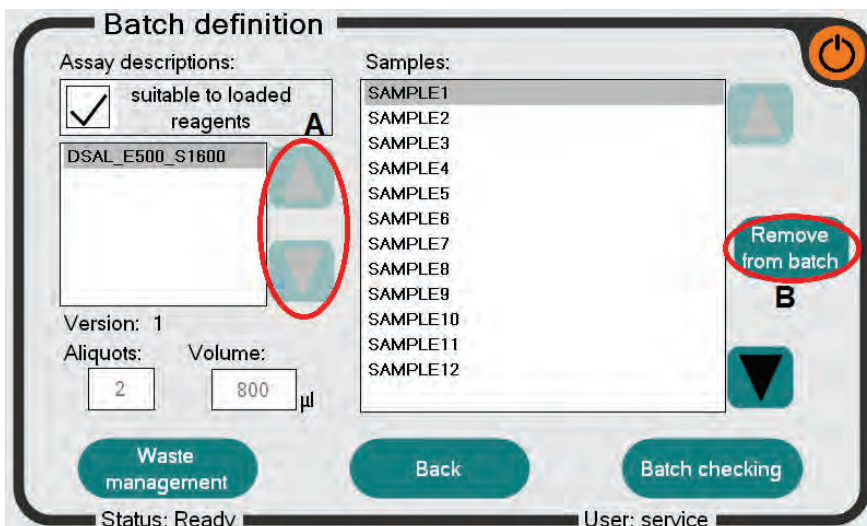 Batch definition
Assay descriptions:
suitable to loaded
reagents
A
DSAL_E500_S1600
Version: 1
Aliquots: Volume:
2 800 µl
Samples:
SAMPLE1
SAMPLE2
SAMPLE3
SAMPLE4
SAMPLE5
SAMPLE6
SAMPLE7
SAMPLE8
SAMPLE9
SAMPLE10
SAMPLE11
SAMPLE12
Remove
from batch
B
Waste
management
Back
Batch checking
Status: Ready
User: service